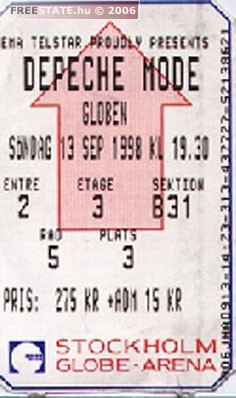 FREESTATE.hu © 2006
EMA TELSTAR PROUDLY PRESENTS
DEPECHE MODE
GLOBEN
SØNDAG 13 SEP 1998 KL 19.30
ENTRE ETAGE SEKTION
2 3 B31
RAD PLATS
5 3
PRIS: 275 KR +ADM 15 KR
STOCKHOLM
GLOBE-ARENA